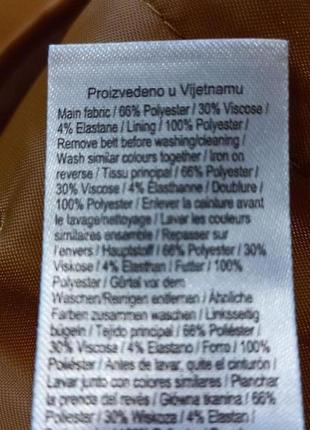 Proizvedeno u Vijetnamu
Main fabric / 66% Polyester / 30% Viscose /
4% Elastane / Lining / 100% Polyester /
Remove belt before washing/cleaning /
Wash similar colours together / Iron on
reverse / Tissu principal / 66% Polyester /
30% Viscose / 4% Élasthanne / Doublure /
100% Polyester / Enlever la ceinture avant
le lavage/nettoyage / Laver les couleurs
similaires ensemble / Repasser sur
l'envers / Hauptstoff / 66% Polyester / 30%
Viskose / 4% Elasthan / Futter / 100%
Polyester / Gürtel vor dem
Waschen/Reinigen entfernen / Ähnliche
Farben zusammen waschen / Linksseitig
bügeln / Tejido principal / 66% Poliéster /
30% Viscosa / 4% Elastano / Forro / 100%
Poliéster / Antes de lavar, quite el cinturón /
Lavar junto con colores similares / Planchar
la prenda del revés / Główna tkanina / 66%
Poliester / 30% Wiskoza / 4% Elastan /